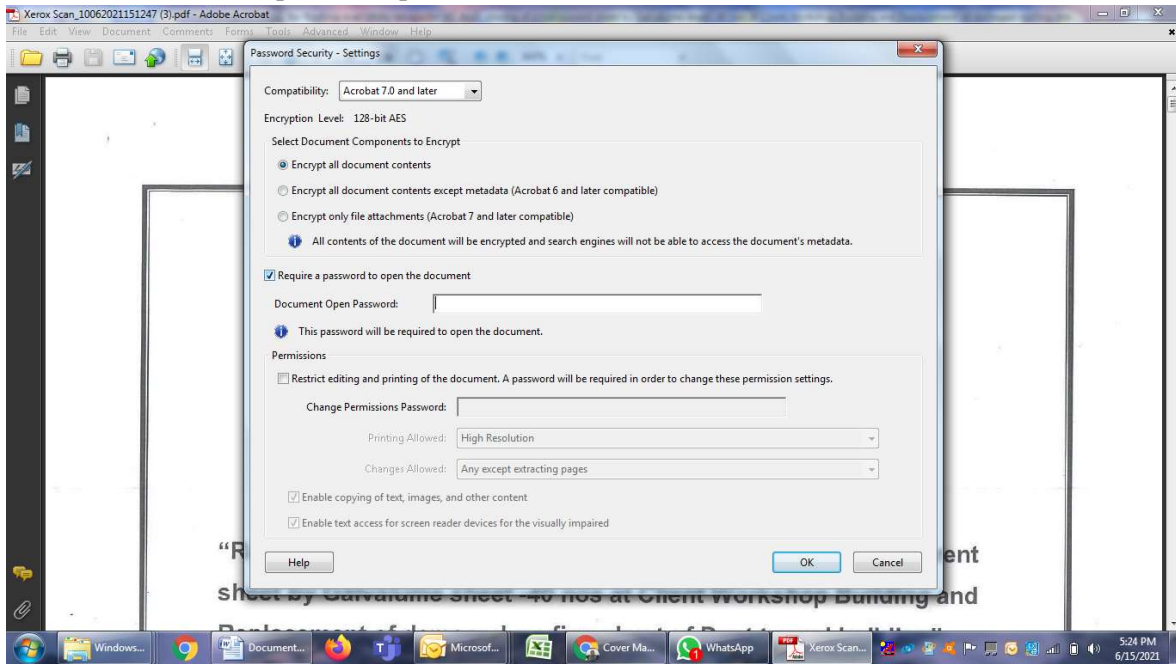 Xerox Scan_10062021151247 (3).pdf - Adobe Acrobat
File Edit View Document Comments Forms Tools Advanced Window Help
Password Security - Settings
Compatibility: Acrobat 7.0 and later
Encryption Level: 128-bit AES
Select Document Components to Encrypt
Encrypt all document contents
Encrypt all document contents except metadata (Acrobat 6 and later compatible)
Encrypt only file attachments (Acrobat 7 and later compatible)
All contents of the document will be encrypted and search engines will not be able to access the document's metadata.
Require a password to open the document
Document Open Password:
This password will be required to open the document.
Permissions
Restrict editing and printing of the document. A password will be required in order to change these permission settings.
Change Permissions Password:
Printing Allowed: High Resolution
Changes Allowed: Any except extracting pages
Enable copying of text, images, and other content
Enable text access for screen reader devices for the visually impaired
Help OK Cancel
"R ent
sheet by Galvalume sheet -40 nos at Client Workshop Building and
Windows... Document... Microsof... Cover Ma... WhatsApp Xerox Scan... 5:24 PM
6/15/2021